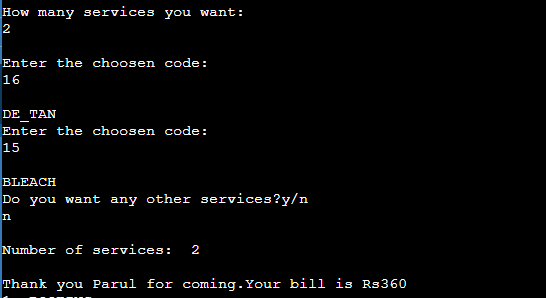 How many services you want:
2
Enter the choosen code:
16
DE_TAN
Enter the choosen code:
15
BLEACH
Do you want any other services?y/n
n
Number of services:  2
Thank you Parul for coming.Your bill is Rs360